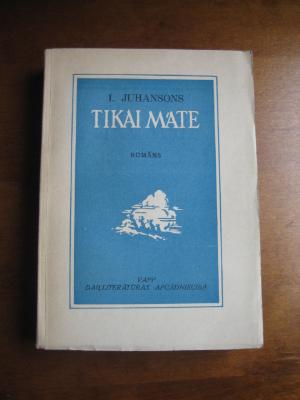 I. JUHANSONS
TIKAI MATE
ROMĀNS
VAPP
DAIĻLITERATŪRAS APGĀDNIECĪBA